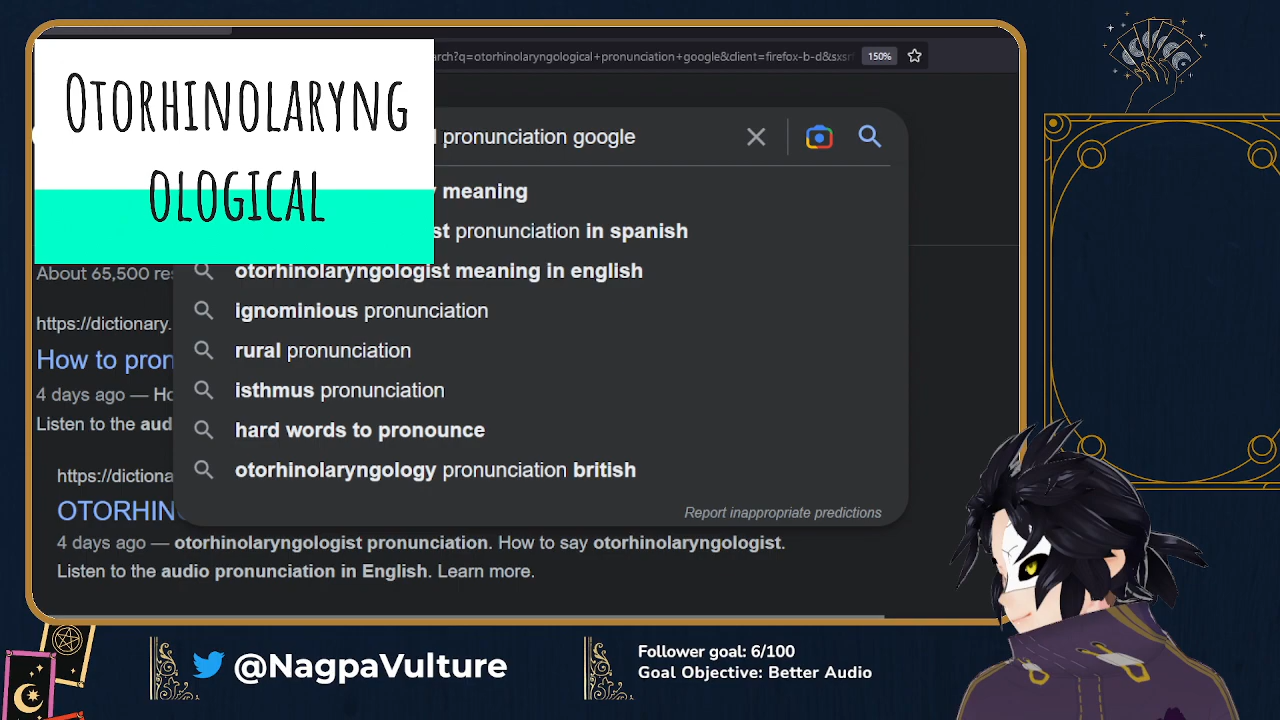 OTORHINOLARYNG
OLOGICAL
arch?q=otorhinolaryngological+pronunciation+google&client=firefox-b-d&sxsr
150%
l pronunciation google
y meaning
st pronunciation in spanish
otorhinolaryngologist meaning in english
ignominious pronunciation
rural pronunciation
isthmus pronunciation
hard words to pronounce
otorhinolaryngology pronunciation british
Report inappropriate predictions
About 65,500 res
https://dictionary.
How to pron
4 days ago — Ho
Listen to the aud
https://dictiona
OTORHIN
4 days ago — otorhinolaryngologist pronunciation. How to say otorhinolaryngologist.
Listen to the audio pronunciation in English. Learn more.
@NagpaVulture
Follower goal: 6/100
Goal Objective: Better Audio